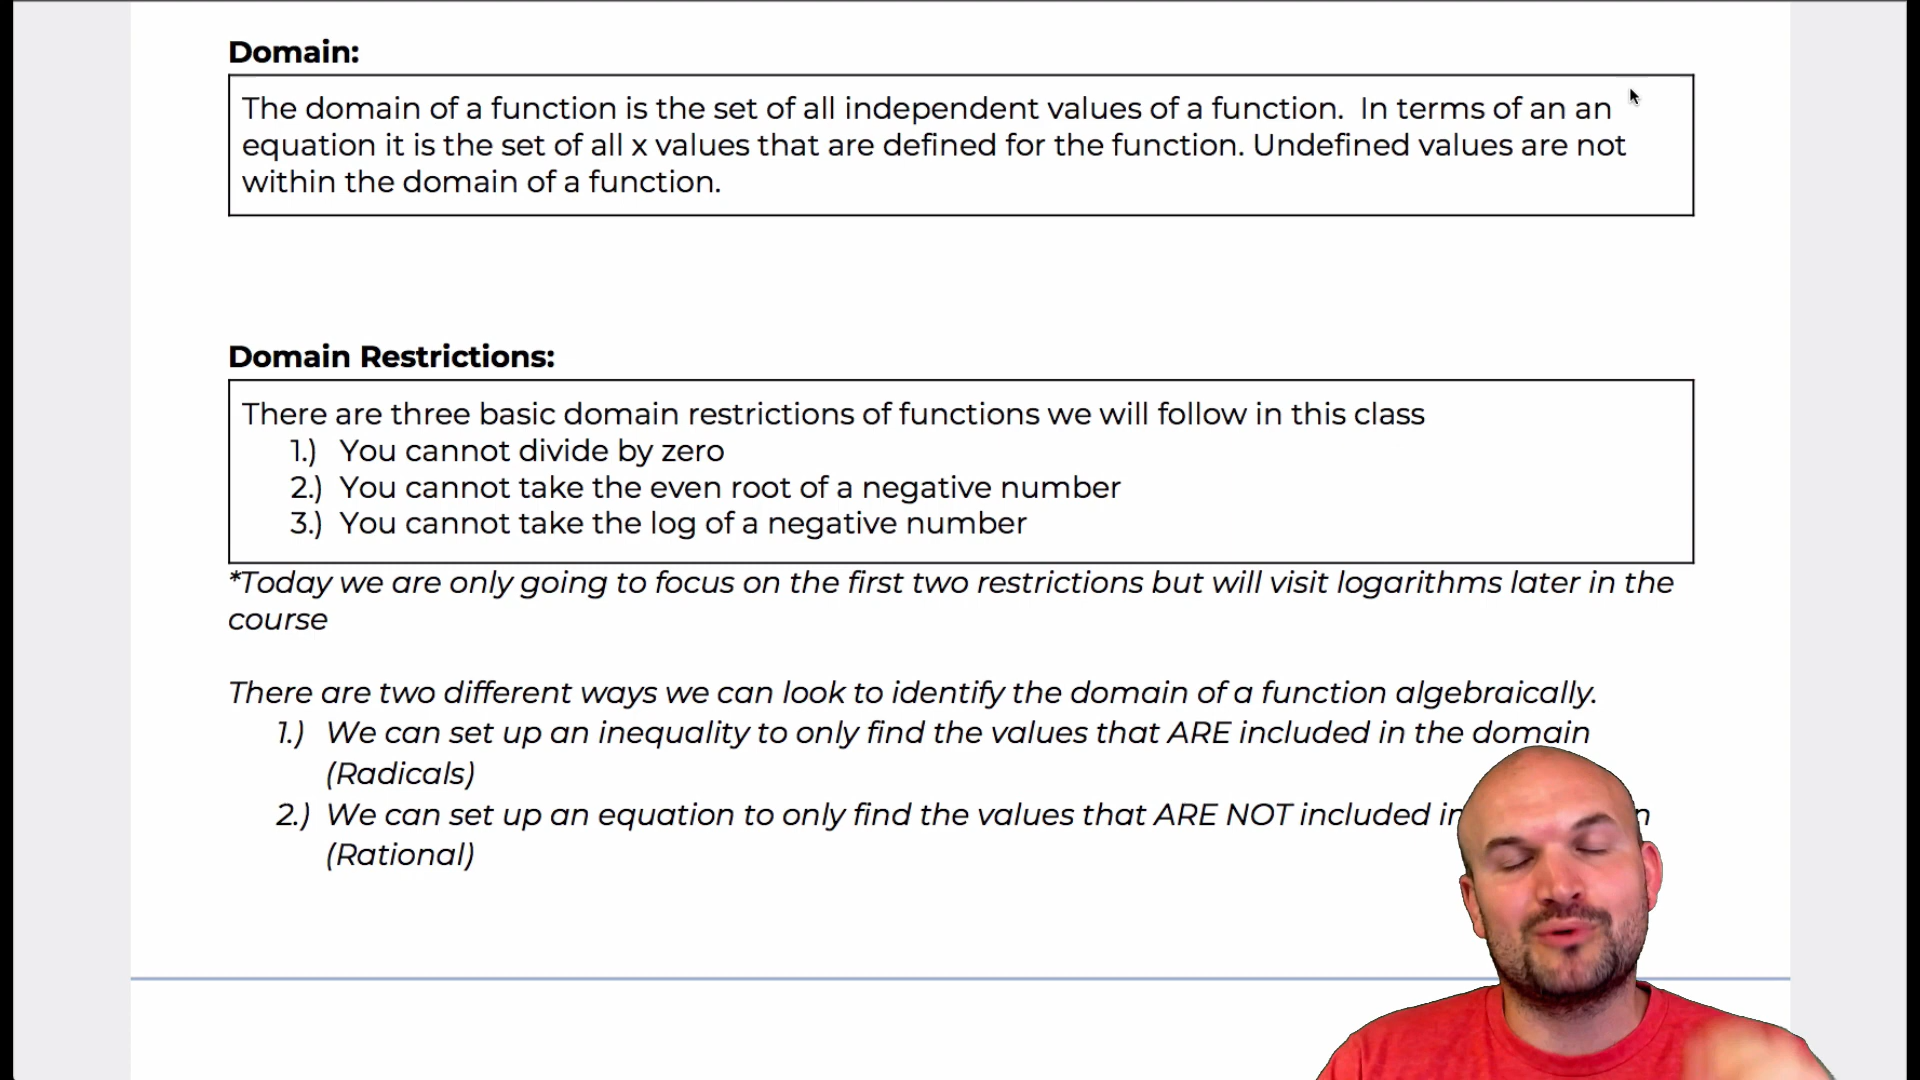 Domain:
The domain of a function is the set of all independent values of a function.  In terms of an an
equation it is the set of all x values that are defined for the function. Undefined values are not
within the domain of a function.
Domain Restrictions:
There are three basic domain restrictions of functions we will follow in this class
1.) You cannot divide by zero
2.) You cannot take the even root of a negative number
3.) You cannot take the log of a negative number
*Today we are only going to focus on the first two restrictions but will visit logarithms later in the
course
There are two different ways we can look to identify the domain of a function algebraically.
1.) We can set up an inequality to only find the values that ARE included in the domain
(Radicals)
2.) We can set up an equation to only find the values that ARE NOT included
(Rational)